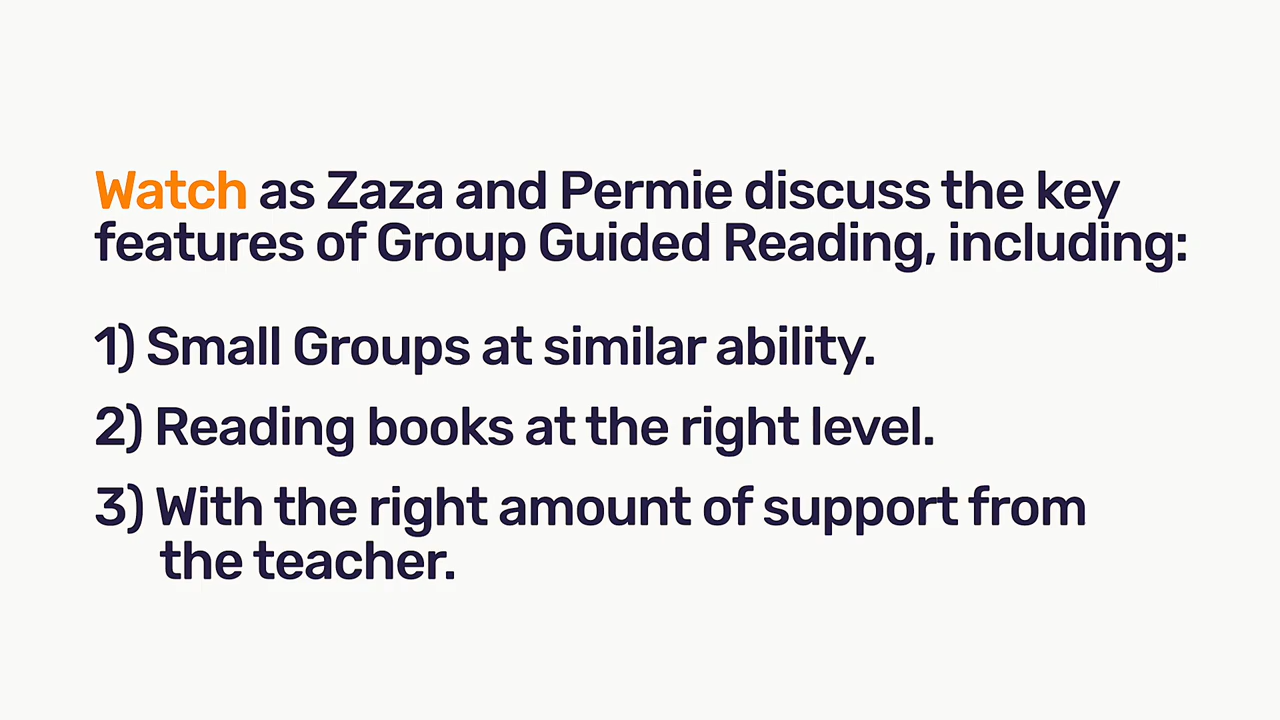 Watch as Zaza and Permie discuss the key
features of Group Guided Reading, including:
1) Small Groups at similar ability.
2) Reading books at the right level.
3) With the right amount of support from
the teacher.